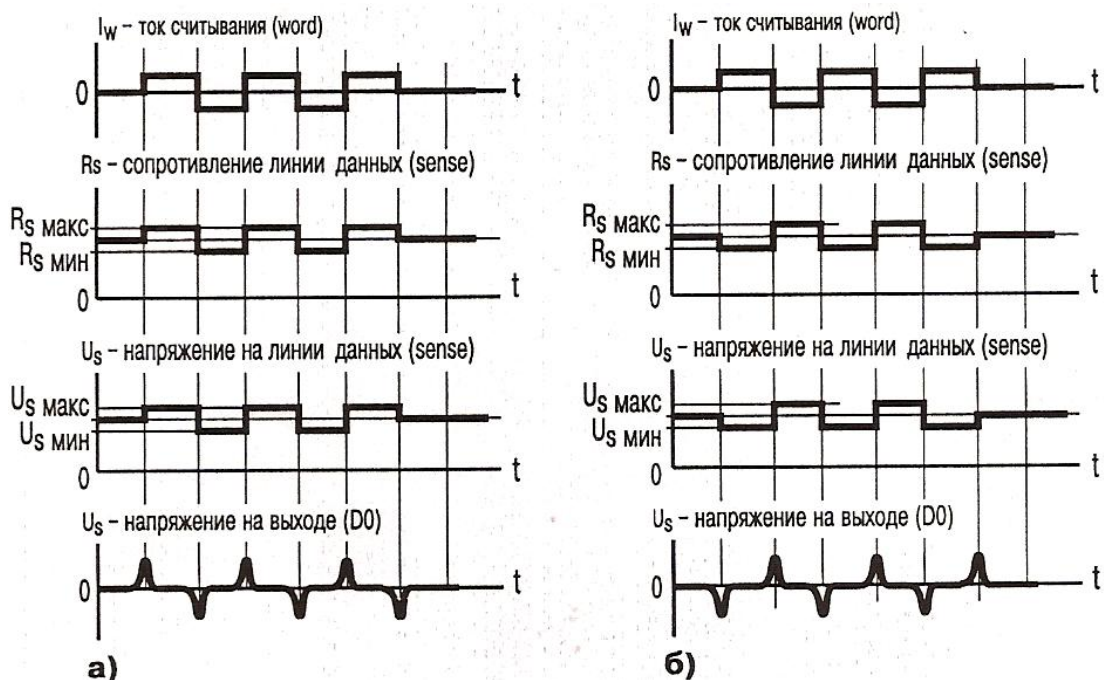 Iw – ток считывания (word)
0
t
Rs – сопротивление линии данных (sense)
Rs макс
Rs мин
0
t
Us – напряжение на линии данных (sense)
Us макс
Us мин
0
t
Us – напряжение на выходе (D0)
0
t
а)
Iw – ток считывания (word)
0
t
Rs – сопротивление линии данных (sense)
Rs макс
Rs мин
0
t
Us – напряжение на линии данных (sense)
Us макс
Us мин
0
t
Us – напряжение на выходе (D0)
0
t
б)